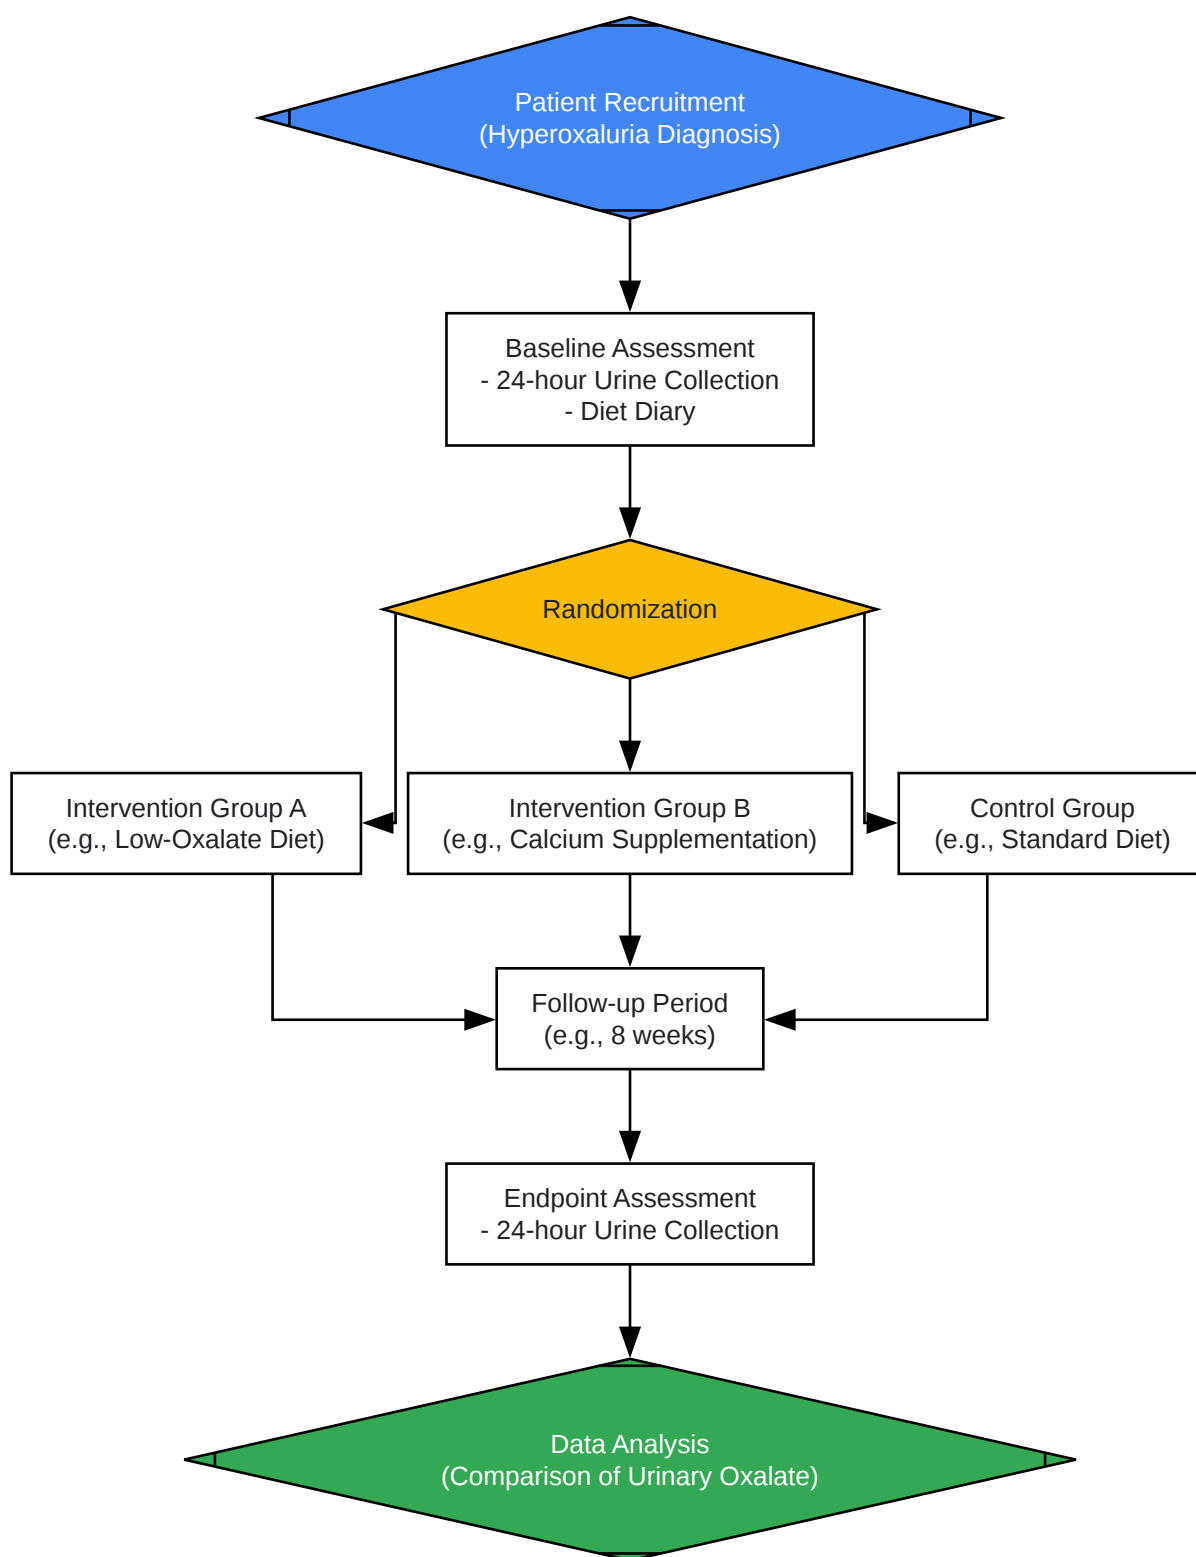 Patient Recruitment
(Hyperoxaluria Diagnosis)
Baseline Assessment
- 24-hour Urine Collection
- Diet Diary
Randomization
Intervention Group A
(e.g., Low-Oxalate Diet)
Intervention Group B
(e.g., Calcium Supplementation)
Control Group
(e.g., Standard Diet)
Follow-up Period
(e.g., 8 weeks)
Endpoint Assessment
- 24-hour Urine Collection
Data Analysis
(Comparison of Urinary Oxalate)